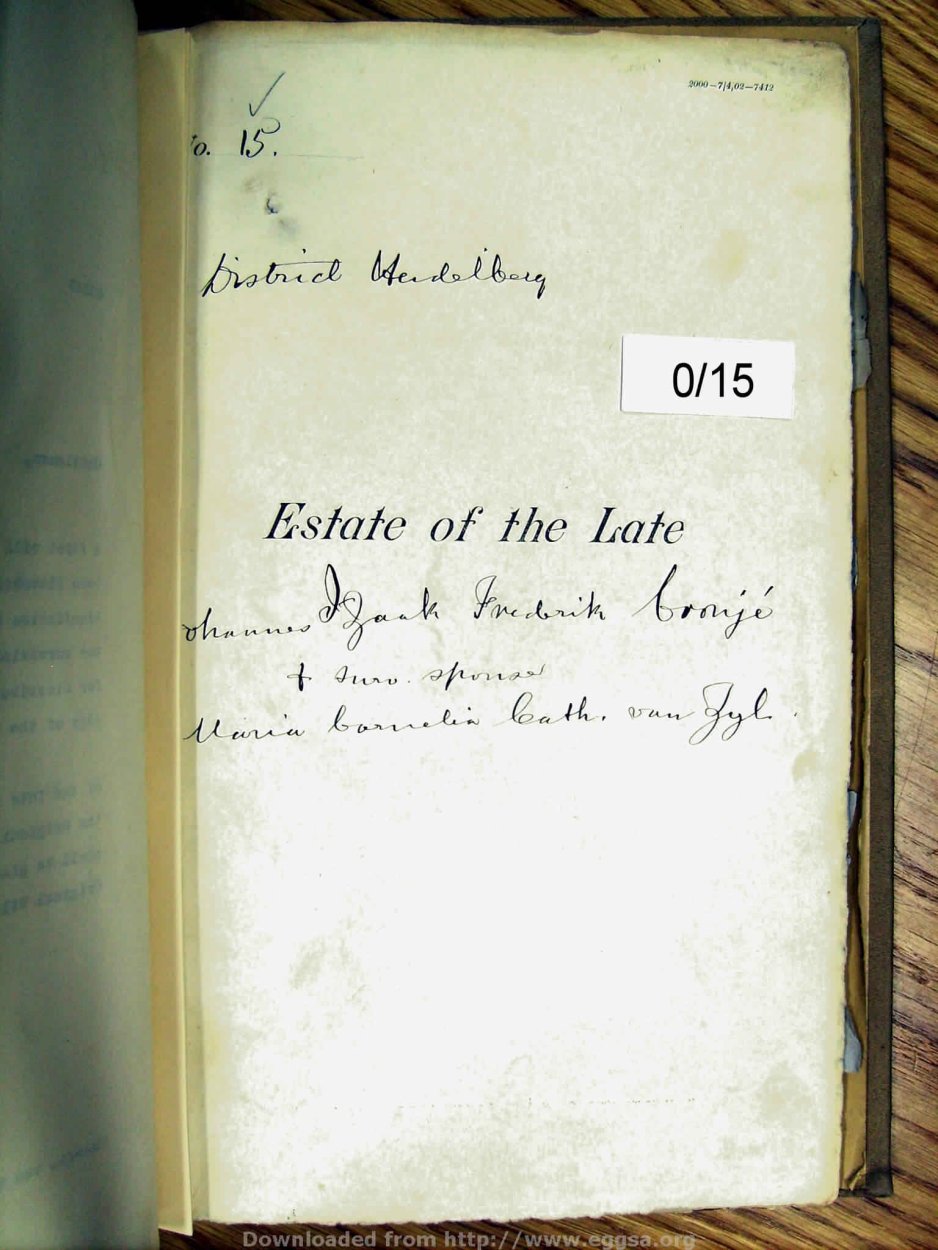 2000—7/4,02—7412
o. 15.
District Heidelberg
0/15
Estate of the Late
ohannes Izaak Frederik Cronjé
+ surv. spouse
Maria Cornelia Cath. van Zyl.
Downloaded from http://www.eggsa.org